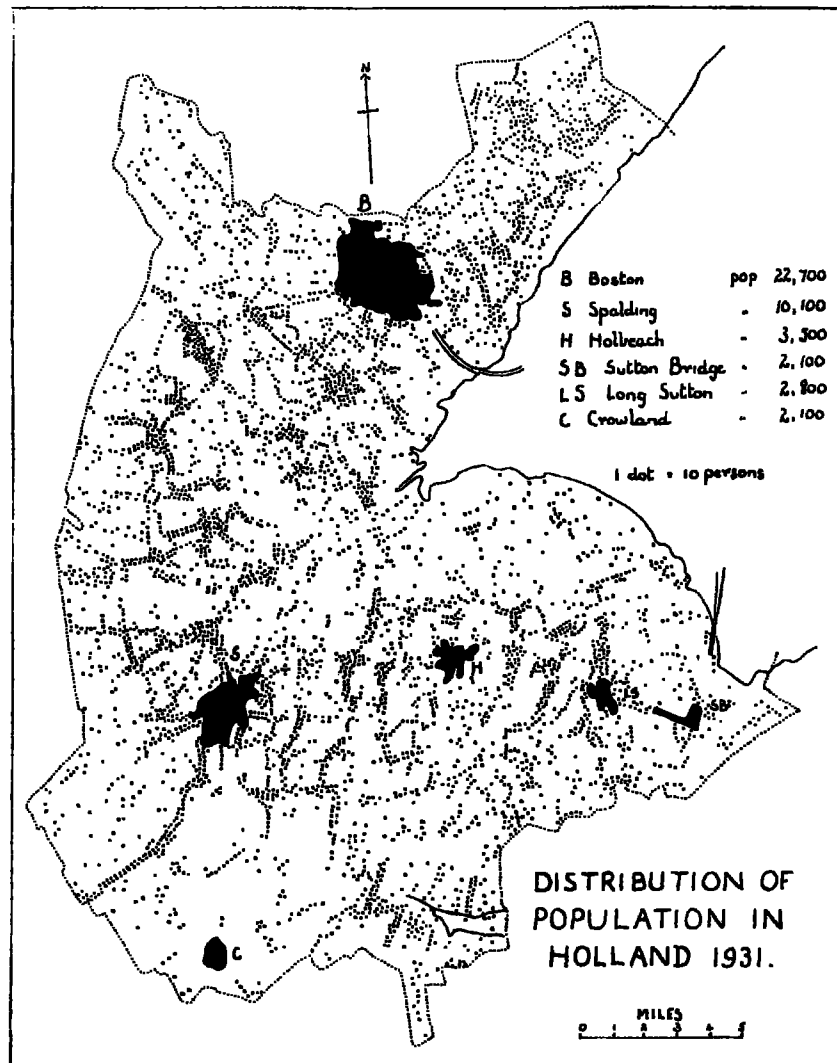 N
B
B Boston pop 22,700
S Spalding " 10,100
H Holbeach " 3,500
SB Sutton Bridge " 2,100
LS Long Sutton " 2,800
C Crowland " 2,100
1 dot = 10 persons
S
H
LS
SB
C
DISTRIBUTION OF
POPULATION IN
HOLLAND 1931.
MILES
0 1 2 3 4 5